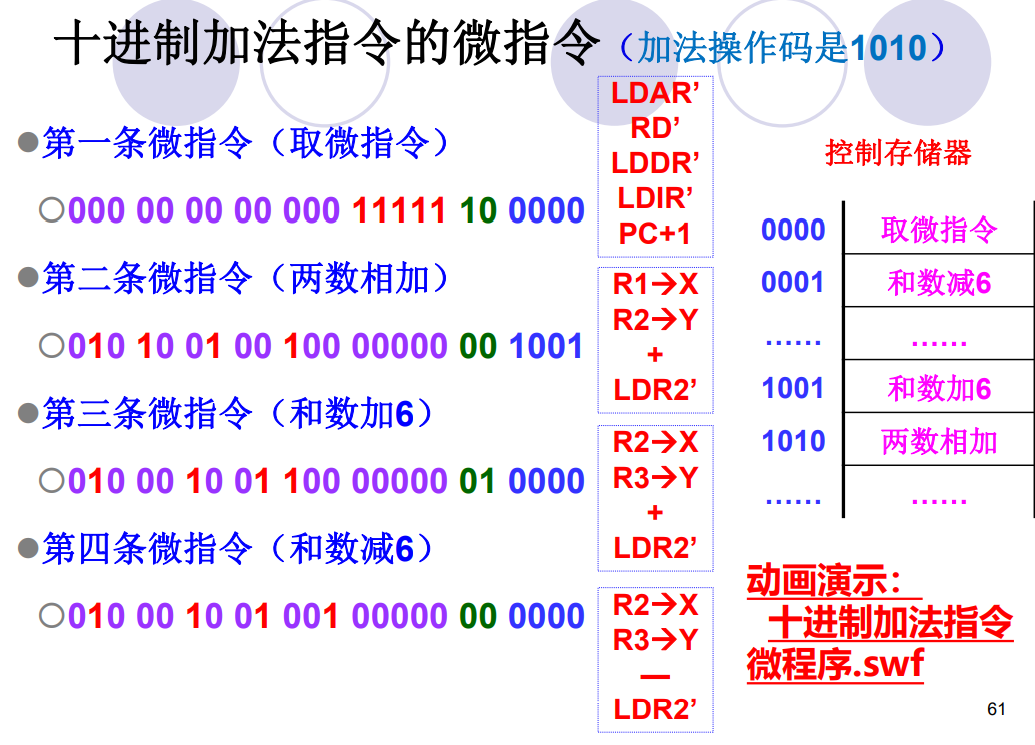 十进制加法指令的微指令（加法操作码是1010）
●第一条微指令（取微指令）
○000 00 00 00 000 11111 10 0000
●第二条微指令（两数相加）
○010 10 01 00 100 00000 00 1001
●第三条微指令（和数加6）
○010 00 10 01 100 00000 01 0000
●第四条微指令（和数减6）
○010 00 10 01 001 00000 00 0000
LDAR’
RD’
LDDR’
LDIR’
PC+1
R1→X
R2→Y
+
LDR2’
R2→X
R3→Y
+
LDR2’
R2→X
R3→Y
—
LDR2’
控制存储器
0000 取微指令
0001 和数减6
…… ……
1001 和数加6
1010 两数相加
…… ……
动画演示：
十进制加法指令
微程序.swf
61